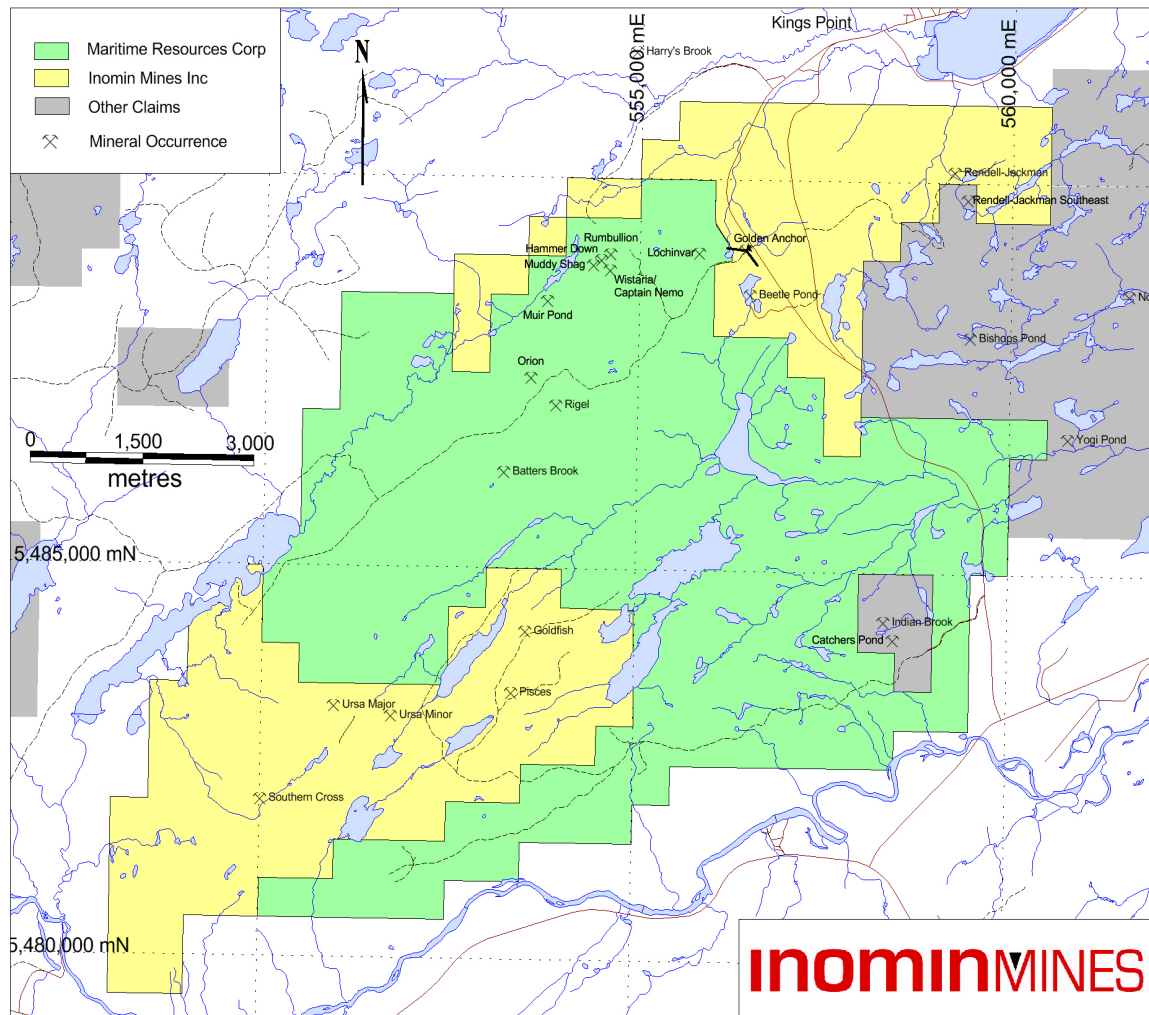 Kings Point
Maritime Resources Corp
Inomin Mines Inc
Other Claims
Mineral Occurrence
N
Harry's Brook
555,000 mE
560,000 mE
Rendell-Jackman
Rendell-Jackman Southeast
Rumbullion
Hammer Down
Muddy Shag
Lochinvar
Golden Anchor
Wistaria/
Captain Nemo
Beetle Pond
Muir Pond
No
Bishops Pond
Orion
Rigel
0
1,500
3,000
metres
Yogi Pond
Batters Brook
5,485,000 mN
Goldfish
Indian Brook
Catchers Pond
Pisces
Ursa Major
Ursa Minor
Southern Cross
5,480,000 mN
INOMIN MINES